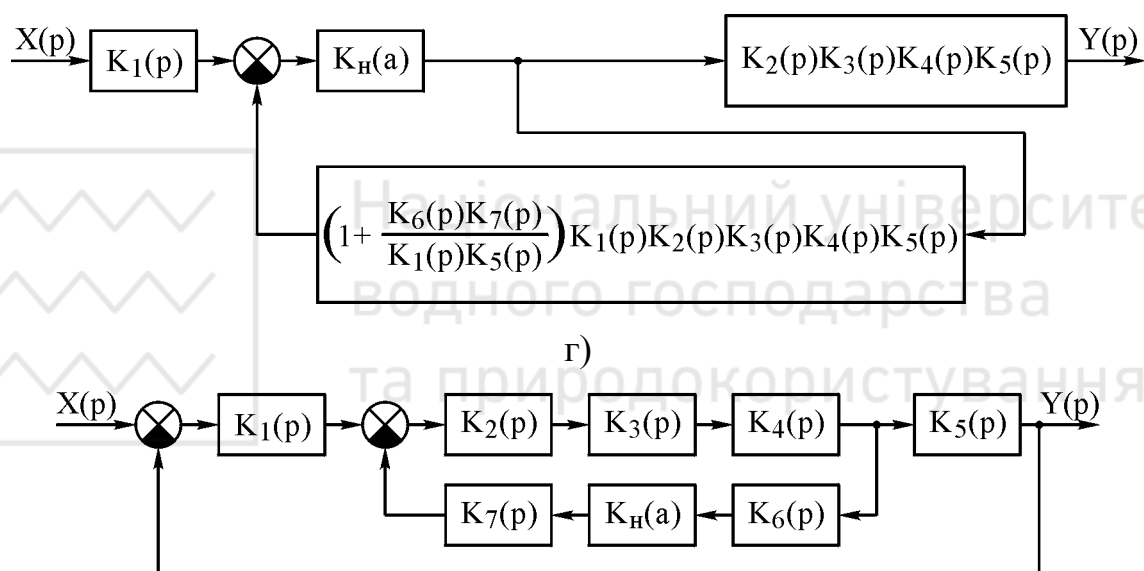 X(p) K₁(p) Kн(a) K₂(p)K₃(p)K₄(p)K₅(p) Y(p)
(1+ K₆(p)K₇(p) / K₁(p)K₅(p)) K₁(p)K₂(p)K₃(p)K₄(p)K₅(p)
Національний університе
водного господарства
г)
та природокористування
X(p) K₁(p) K₂(p) K₃(p) K₄(p) K₅(p) Y(p)
K₇(p) Kн(a) K₆(p)